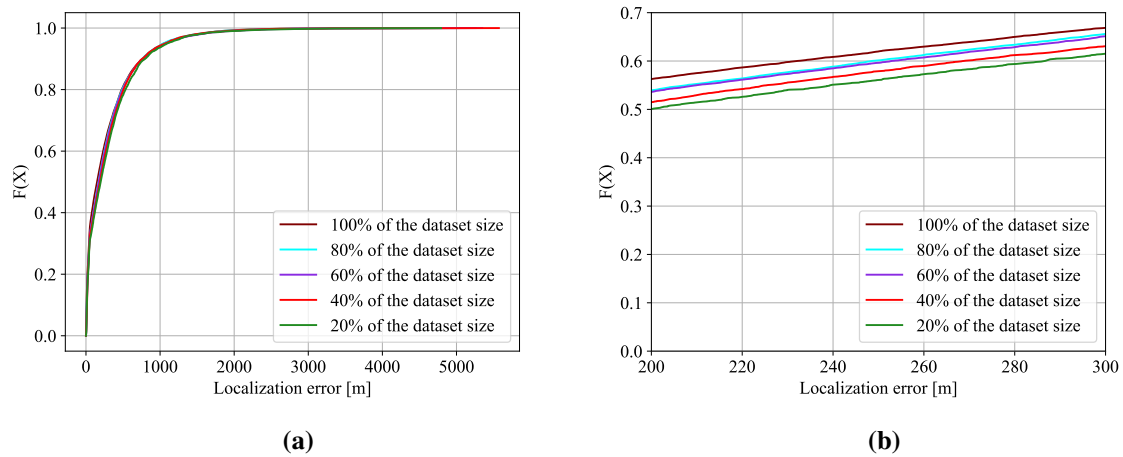 1.0
0.8
0.6
0.4
0.2
0.0
F(X)
0 1000 2000 3000 4000 5000
Localization error [m]
100% of the dataset size
80% of the dataset size
60% of the dataset size
40% of the dataset size
20% of the dataset size
(a)
0.7
0.6
0.5
0.4
0.3
0.2
0.1
0.0
F(X)
200 220 240 260 280 300
Localization error [m]
100% of the dataset size
80% of the dataset size
60% of the dataset size
40% of the dataset size
20% of the dataset size
(b)